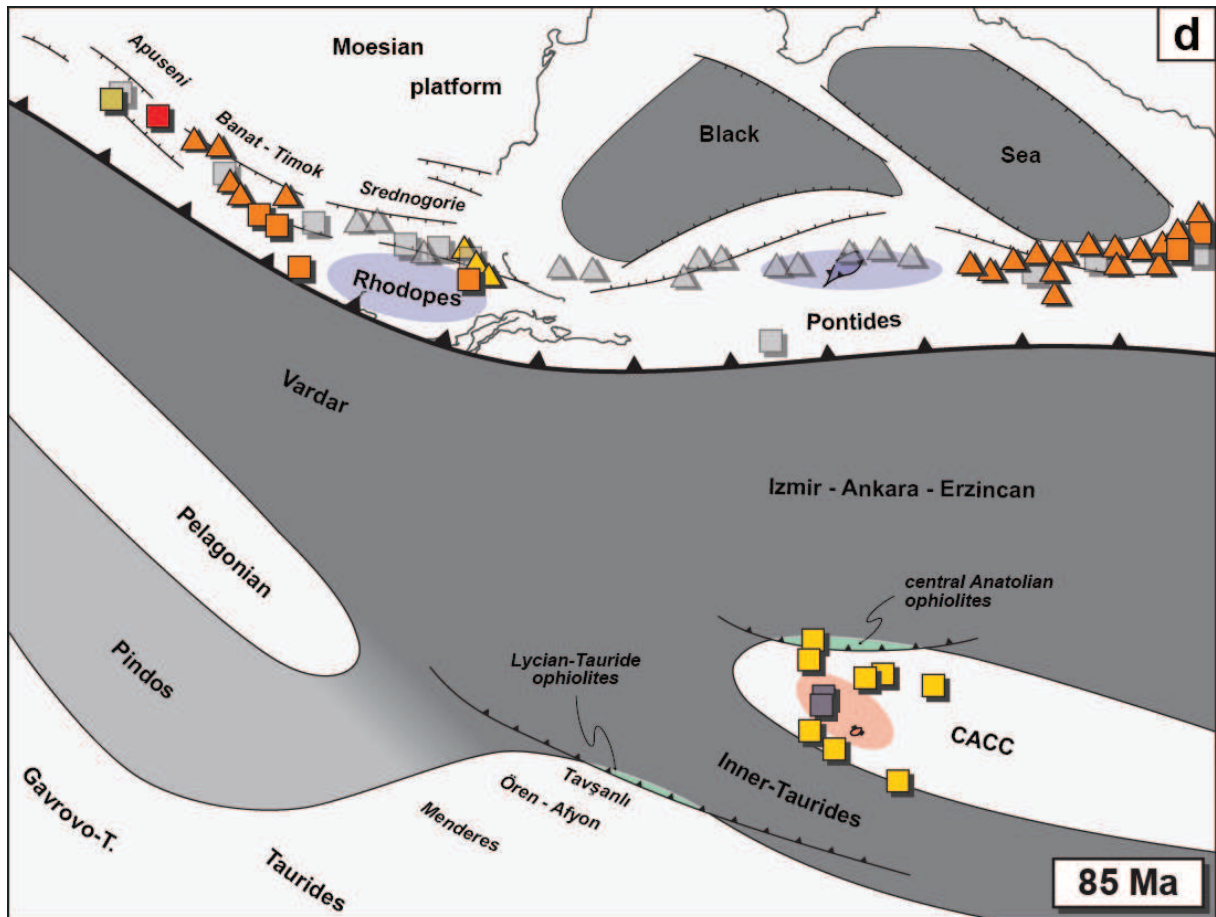 d
Apuseni
Moesian
platform
Banat - Timok
Black
Sea
Srednogorie
Rhodopes
Pontides
Vardar
Izmir - Ankara - Erzincan
Pelagonian
central Anatolian
ophiolites
Pindos
Lycian-Tauride
ophiolites
CACC
Inner-Taurides
Tavşanlı
Ören - Afyon
Menderes
Gavrovo-T.
Taurides
85 Ma